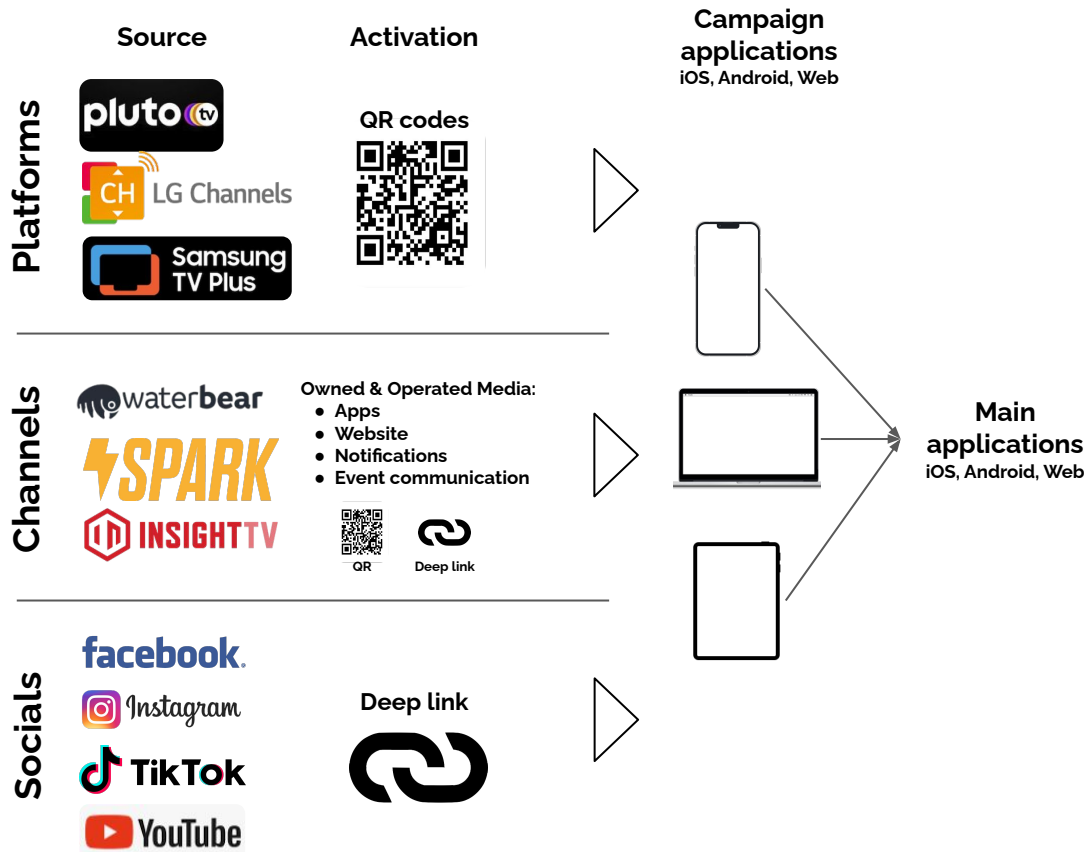 Source
Activation
Campaign
applications
iOS, Android, Web
Platforms
pluto tv
CH LG Channels
Samsung
TV Plus
QR codes
Channels
waterbear
SPARK
INSIGHT TV
Owned & Operated Media:
● Apps
● Website
● Notifications
● Event communication
QR
Deep link
Main
applications
iOS, Android, Web
Socials
facebook.
Instagram
TikTok
YouTube
Deep link